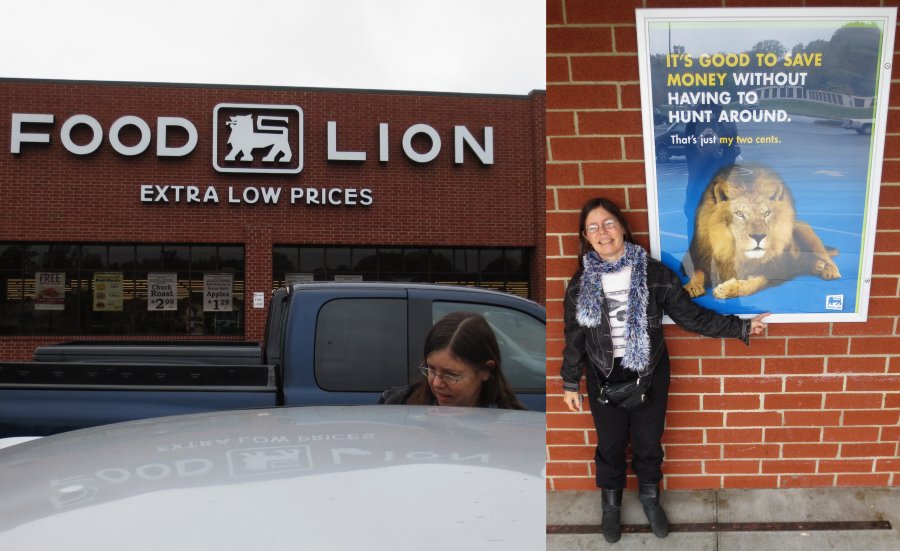 FOOD LION
EXTRA LOW PRICES
FREE
Chuck
Roast
2.99
Apples
1.29
EXTRA LOW PRICES
FOOD LION
IT'S GOOD TO SAVE
MONEY WITHOUT
HAVING TO
HUNT AROUND.
That's just my two cents.